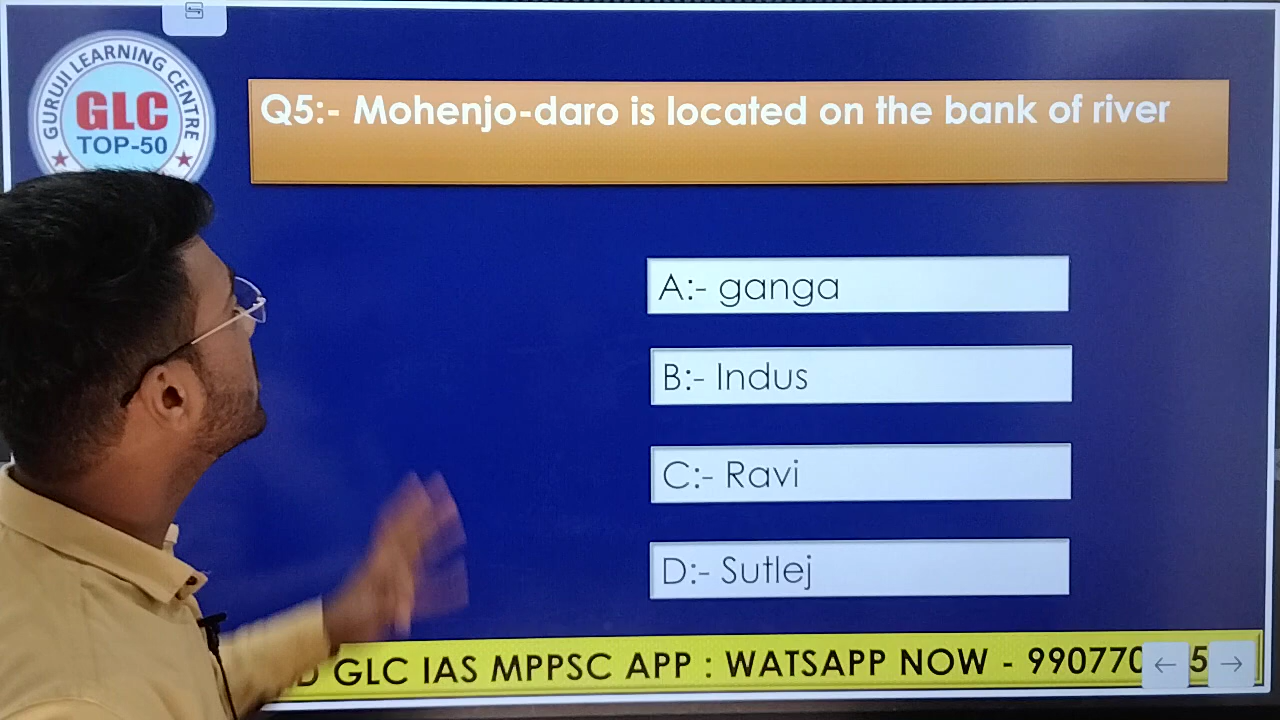 GURUJI LEARNING CENTRE
GLC
TOP-50
Q5:- Mohenjo-daro is located on the bank of river
A:- ganga
B:- Indus
C:- Ravi
D:- Sutlej
GLC IAS MPPSC APP : WATSAPP NOW -